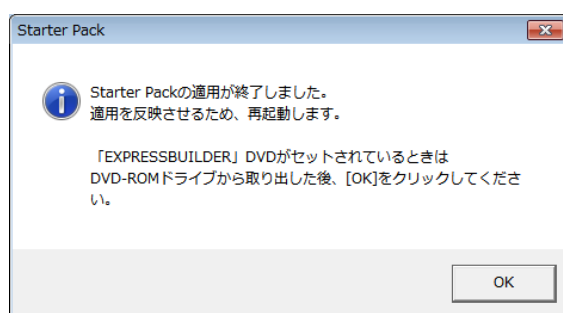 Starter Pack
Starter Packの適用が終了しました。
適用を反映させるため、再起動します。
「EXPRESSBUILDER」DVDがセットされているときは
DVD-ROMドライブから取り出した後、[OK]をクリックしてくださ
い。
OK